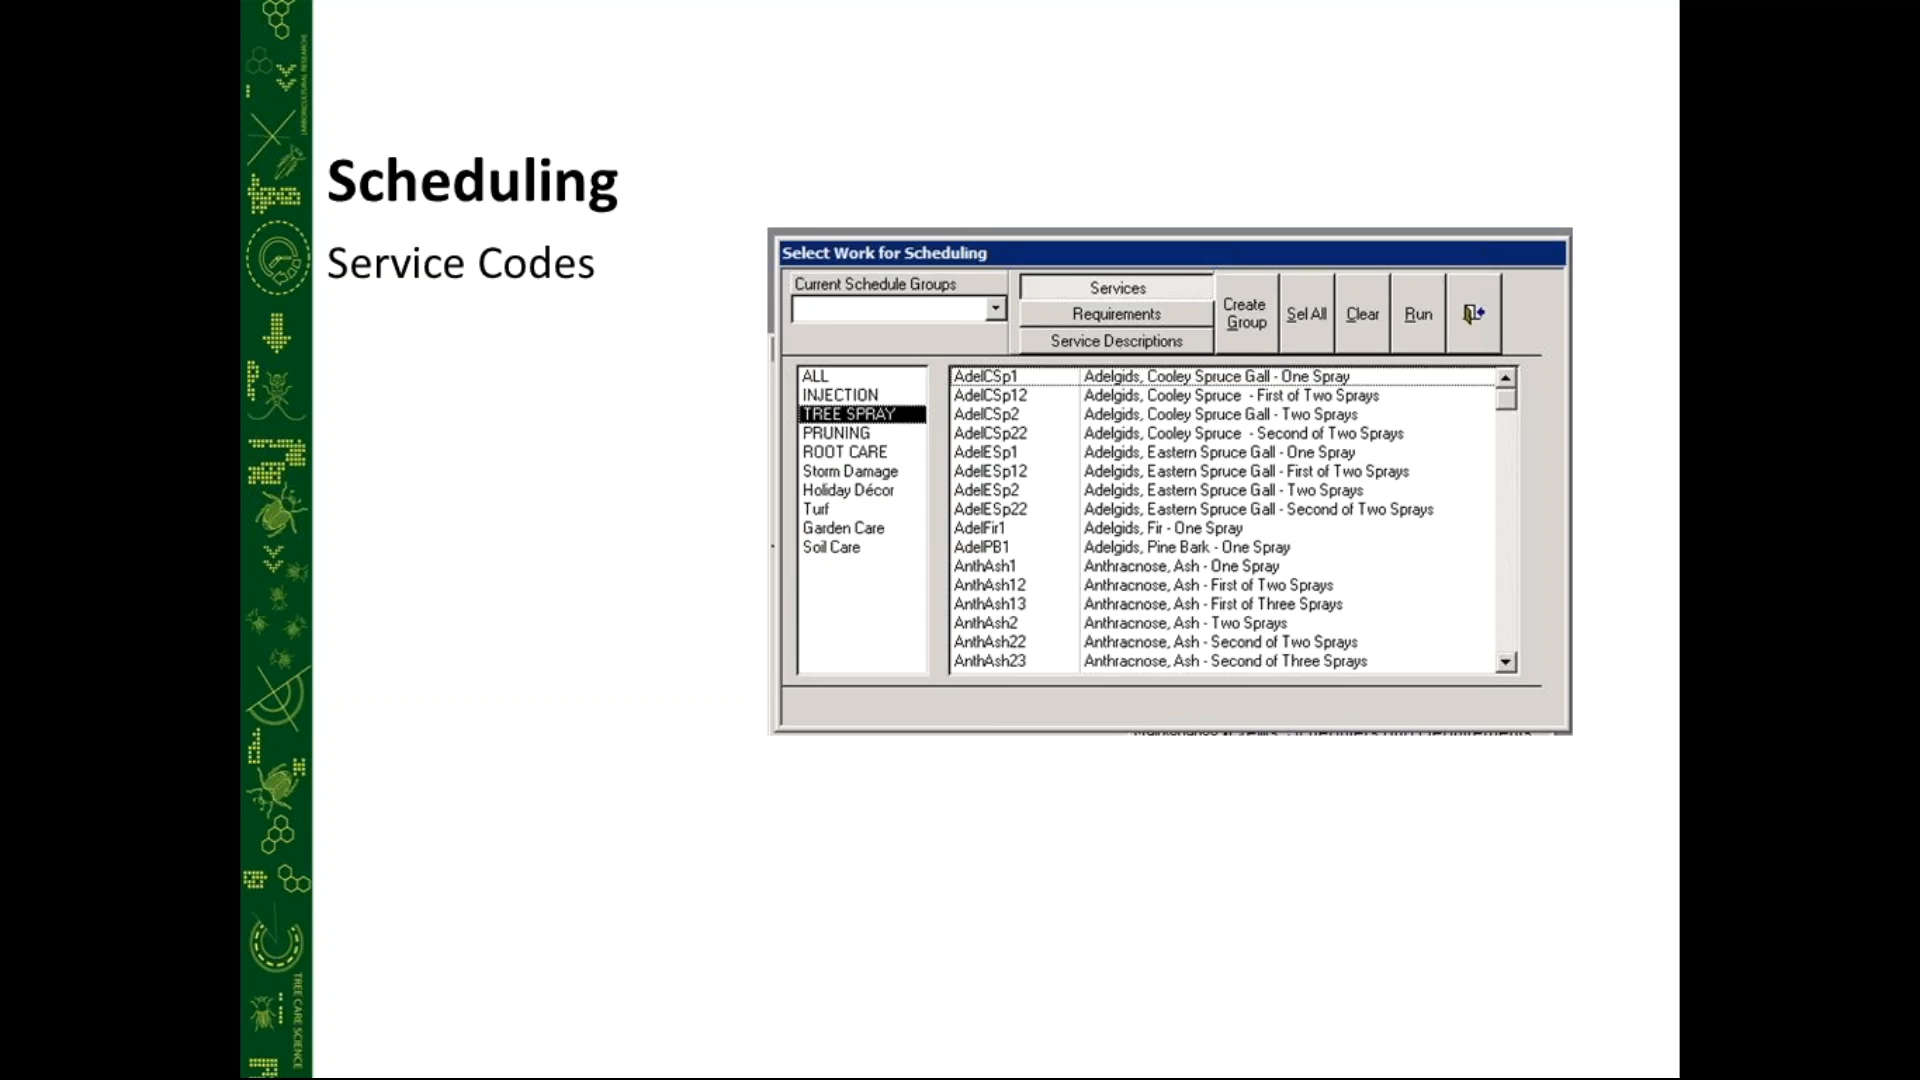 ARBORICULTURAL RESEARCH
Scheduling
Service Codes
Select Work for Scheduling
Current Schedule Groups
Services
Requirements
Service Descriptions
Create
Group
Sel All
Clear
Run
ALL
INJECTION
TREE SPRAY
PRUNING
ROOT CARE
Storm Damage
Holiday Décor
Turf
Garden Care
Soil Care
AdelCSp1 Adelgids, Cooley Spruce Gall - One Spray
AdelCSp12 Adelgids, Cooley Spruce - First of Two Sprays
AdelCSp2 Adelgids, Cooley Spruce Gall - Two Sprays
AdelCSp22 Adelgids, Cooley Spruce - Second of Two Sprays
AdelESp1 Adelgids, Eastern Spruce Gall - One Spray
AdelESp12 Adelgids, Eastern Spruce Gall - First of Two Sprays
AdelESp2 Adelgids, Eastern Spruce Gall - Two Sprays
AdelESp22 Adelgids, Eastern Spruce Gall - Second of Two Sprays
AdelFir1 Adelgids, Fir - One Spray
AdelPB1 Adelgids, Pine Bark - One Spray
AnthAsh1 Anthracnose, Ash - One Spray
AnthAsh12 Anthracnose, Ash - First of Two Sprays
AnthAsh13 Anthracnose, Ash - First of Three Sprays
AnthAsh2 Anthracnose, Ash - Two Sprays
AnthAsh22 Anthracnose, Ash - Second of Two Sprays
AnthAsh23 Anthracnose, Ash - Second of Three Sprays
TREE CARE SCIENCE